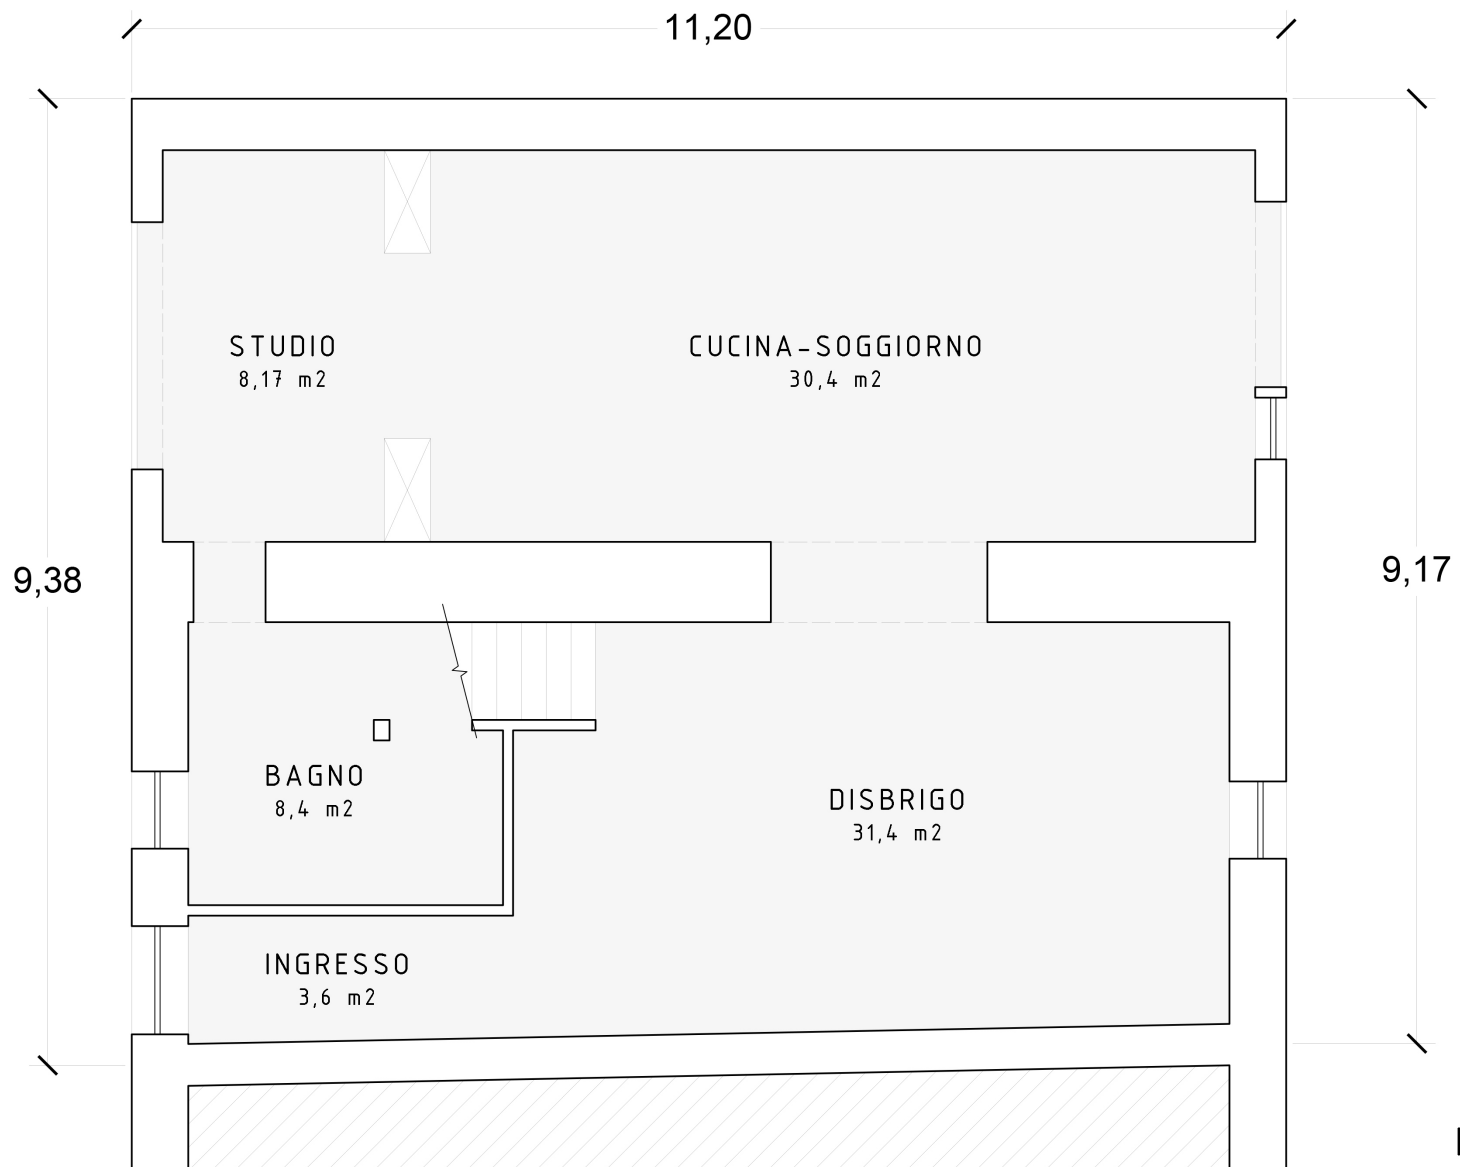 11,20
STUDIO
8,17 m2
CUCINA-SOGGIORNO
30,4 m2
9,38
9,17
BAGNO
8,4 m2
DISBRIGO
31,4 m2
INGRESSO
3,6 m2